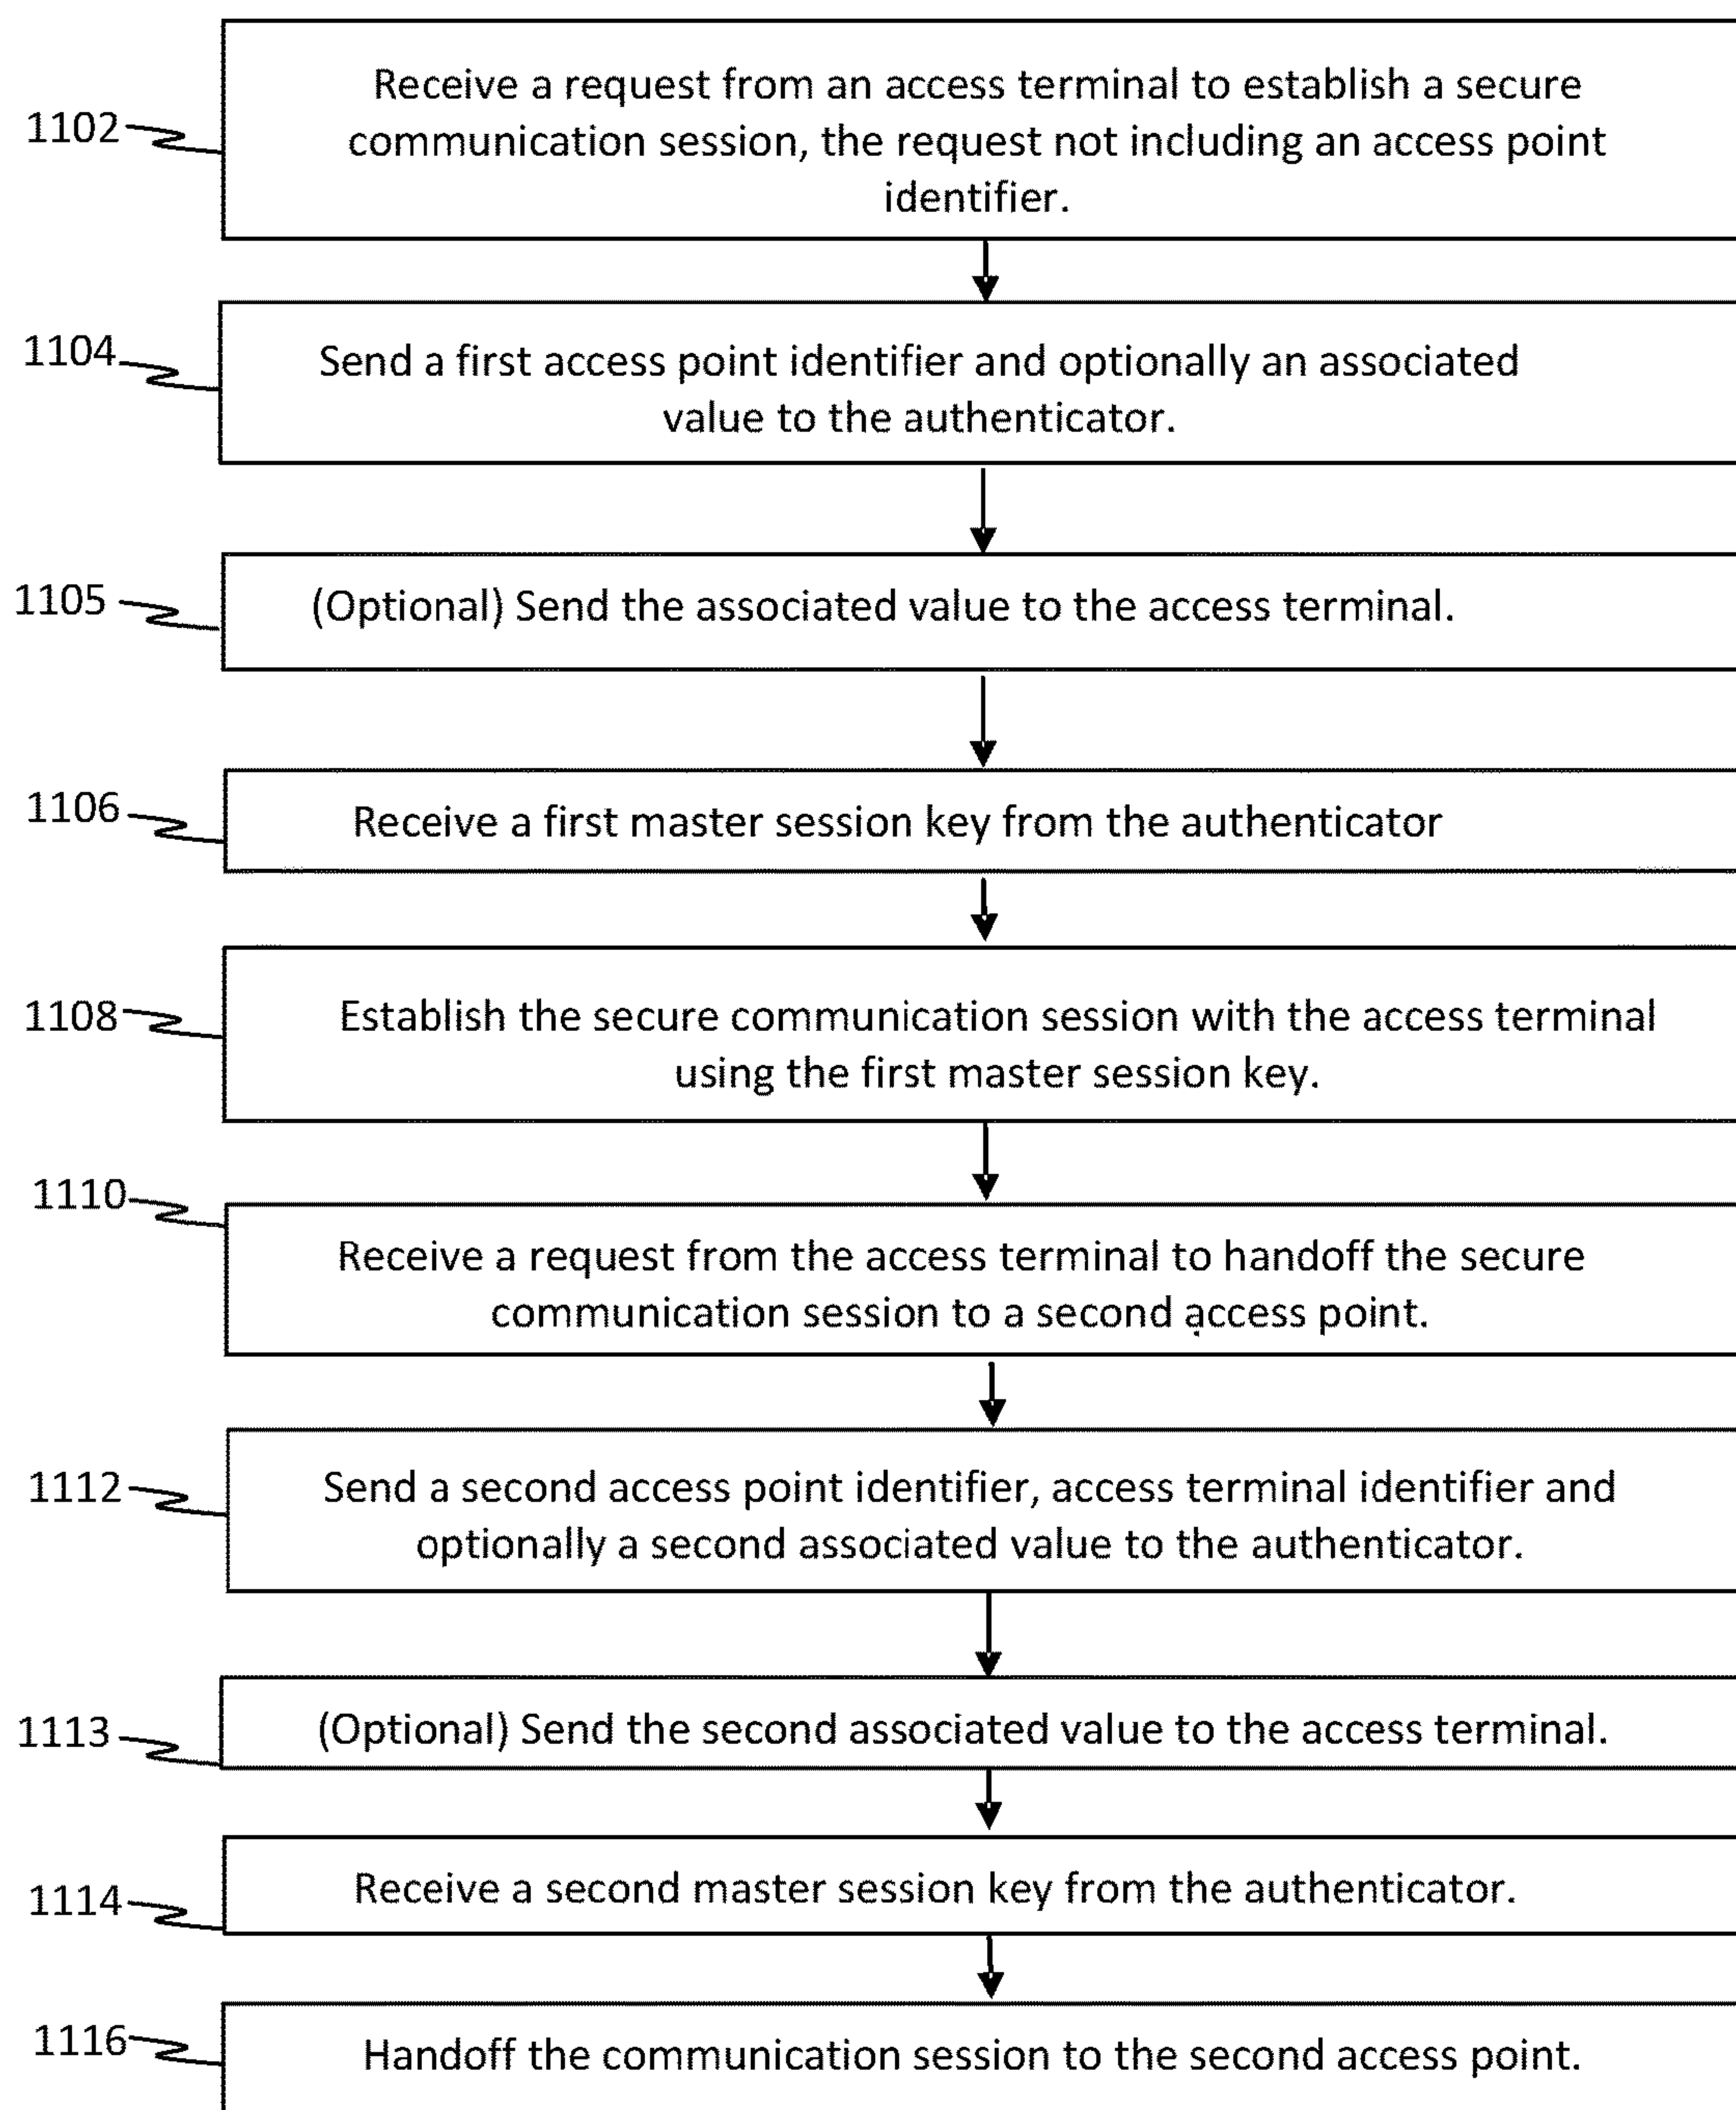 Receive a request from an access terminal to establish a secure
1102
communication session, the request not including an access point
identifier.
1104
Send a first access point identifier and optionally an associated
value to the authenticator.
1105
(Optional) Send the associated value to the access terminal.
1106
Receive a first master session key from the authenticator
1108
Establish the secure communication session with the access terminal
using the first master session key.
1110
Receive a request from the access terminal to handoff the secure
communication session to a second access point.
1112
Send a second access point identifier, access terminal identifier and
optionally a second associated value to the authenticator.
1113
(Optional) Send the second associated value to the access terminal.
1114
Receive a second master session key from the authenticator.
1116
Handoff the communication session to the second access point.